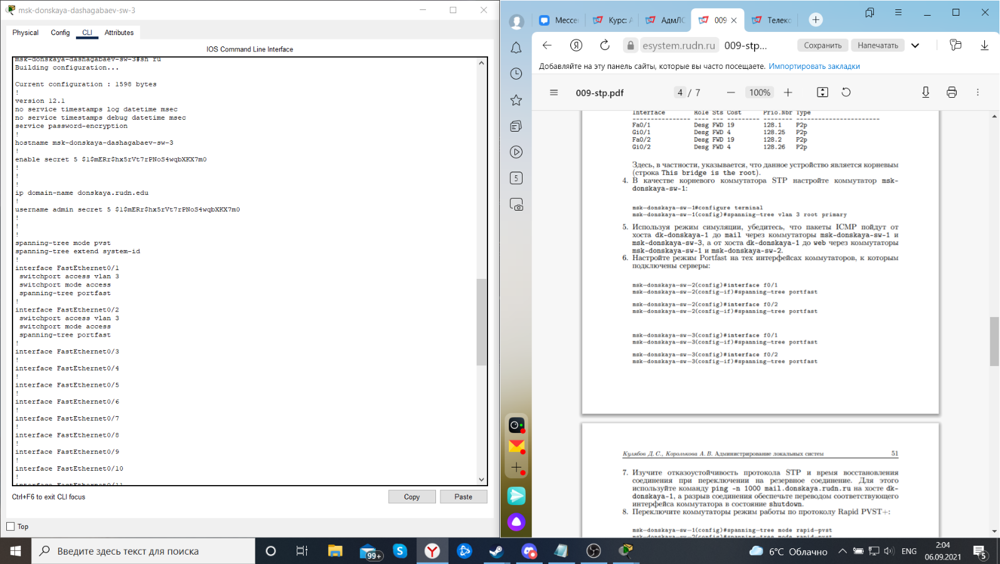 msk-donskaya-dashagabaev-sw-3
Physical Config CLI Attributes
IOS Command Line Interface
msk-donskaya-dashagabaev-sw-3#sh ru
Building configuration...
Current configuration : 1598 bytes
!
version 12.1
no service timestamps log datetime msec
no service timestamps debug datetime msec
service password-encryption
!
hostname msk-donskaya-dashagabaev-sw-3
!
enable secret 5 $1$mERr$hx5rVt7rPNoS4wqbXKX7m0
!
!
!
ip domain-name donskaya.rudn.edu
!
username admin secret 5 $1$mERr$hx5rVt7rPNoS4wqbXKX7m0
!
!
!
spanning-tree mode pvst
spanning-tree extend system-id
!
interface FastEthernet0/1
switchport access vlan 3
switchport mode access
spanning-tree portfast
!
interface FastEthernet0/2
switchport access vlan 3
switchport mode access
spanning-tree portfast
!
interface FastEthernet0/3
!
interface FastEthernet0/4
!
interface FastEthernet0/5
!
interface FastEthernet0/6
!
interface FastEthernet0/7
!
interface FastEthernet0/8
!
interface FastEthernet0/9
!
interface FastEthernet0/10
!
interface FastEthernet0/11
Ctrl+F6 to exit CLI focus
Copy Paste
Top
Мессе Курс: А АдмЛО 009 Телекс
esystem.rudn.ru 009-stp... Сохранить Напечатать
Добавляйте на эту панель сайты, которые вы часто посещаете. Импортировать закладки
009-stp.pdf 4 / 7 100%
5
Interface Role Sts Cost Prio.Nbr Type
---------------- ---- --- --------- -------- --------------------------------
Fa0/1 Desg FWD 19 128.1 P2p
Gi0/1 Desg FWD 4 128.25 P2p
Fa0/2 Desg FWD 19 128.2 P2p
Gi0/2 Desg FWD 4 128.26 P2p
Здесь, в частности, указывается, что данное устройство является корневым
(строка This bridge is the root).
4. В качестве корневого коммутатора STP настройте коммутатор msk-
donskaya-sw-1:
msk-donskaya-sw-1#configure terminal
msk-donskaya-sw-1(config)#spanning-tree vlan 3 root primary
5. Используя режим симуляции, убедитесь, что пакеты ICMP пойдут от
хоста dk-donskaya-1 до mail через коммутаторы msk-donskaya-sw-1 и
msk-donskaya-sw-3, а от хоста dk-donskaya-1 до web через коммутаторы
msk-donskaya-sw-1 и msk-donskaya-sw-2.
6. Настройте режим Portfast на тех интерфейсах коммутаторов, к которым
подключены серверы:
msk-donskaya-sw-2(config)#interface f0/1
msk-donskaya-sw-2(config-if)#spanning-tree portfast
msk-donskaya-sw-2(config)#interface f0/2
msk-donskaya-sw-2(config-if)#spanning-tree portfast
msk-donskaya-sw-3(config)#interface f0/1
msk-donskaya-sw-3(config-if)#spanning-tree portfast
msk-donskaya-sw-3(config)#interface f0/2
msk-donskaya-sw-3(config-if)#spanning-tree portfast
Кулябов Д. С., Королькова А. В. Администрирование локальных систем 51
7. Изучите отказоустойчивость протокола STP и время восстановления
соединения при переключении на резервное соединение. Для этого
используйте команду ping -n 1000 mail.donskaya.rudn.ru на хосте dk-
donskaya-1, а разрыв соединения обеспечьте переводом соответствующего
интерфейса коммутатора в состояние shutdown.
8. Переключите коммутаторы режим работы по протоколу Rapid PVST+:
msk-donskaya-sw-1(config)#spanning-tree mode rapid-pvst
Введите здесь текст для поиска
99+
6°C Облачно
ENG
2:04
06.09.2021
5